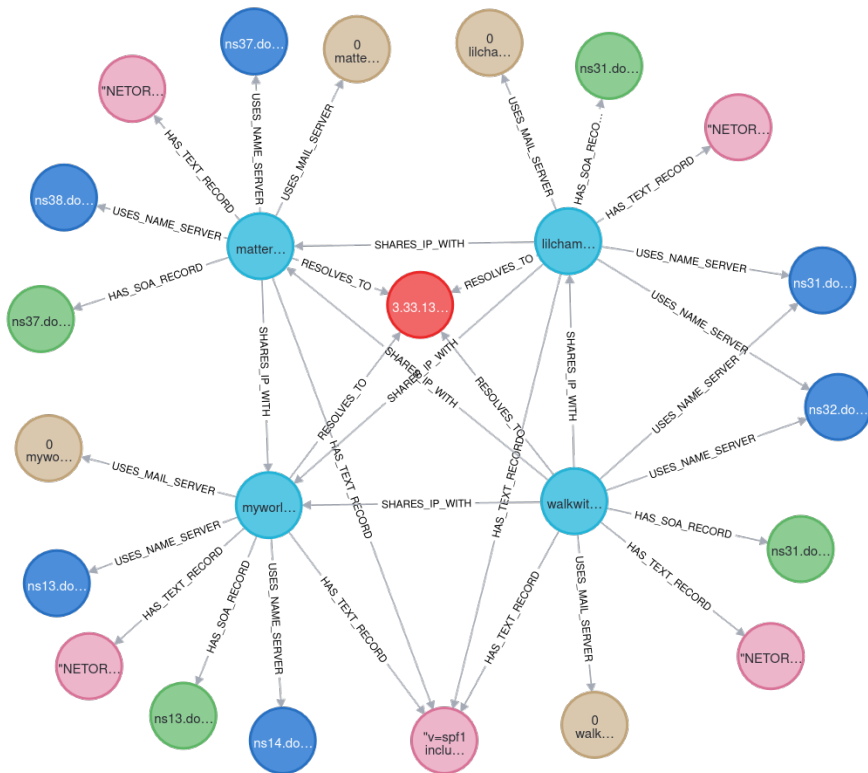 ns37.do…
0
matte…
0
lilcha…
ns31.do…
"NETOR…
"NETOR…
USES_NAME_SERVER
USES_MAIL_SERVER
HAS_TEXT_RECORD
USES_MAIL_SERVER
HAS_SOA_RECO…
HAS_TEXT_RECORD
ns38.do…
USES_NAME_SERVER
matter…
SHARES_IP_WITH
lilcham…
RESOLVES_TO
RESOLVES_TO
USES_NAME_SERVER
ns31.do…
HAS_SOA_RECORD
ns37.do…
3.33.13…
USES_NAME_SERVER
SHARES_IP_WITH
SHARES_IP_WITH
SHARES_IP_WITH
SHARES_IP_WITH
USES_NAME_SERVER
ns32.do…
RESOLVES_TO
RESOLVES_TO
0
mywo…
USES_MAIL_SERVER
HAS_TEXT_RECORD
HAS_TEXT_RECORD
USES_NAME_SERVER
myworl…
SHARES_IP_WITH
walkwit…
HAS_SOA_RECORD
ns31.do…
USES_NAME_SERVER
ns13.do…
HAS_TEXT_RECORD
HAS_SOA_RECORD
USES_NAME_SERVER
HAS_TEXT_RECORD
HAS_TEXT_RECORD
USES_MAIL_SERVER
HAS_TEXT_RECORD
"NETOR…
"NETOR…
ns13.do…
ns14.do…
"v=spf1
inclu…
0
walk…